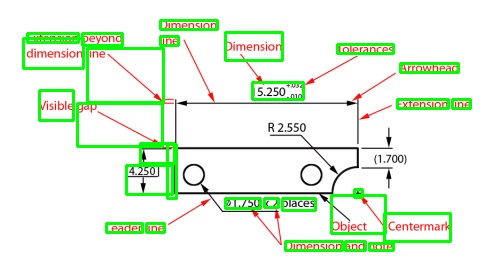 Dimension
line
extension beyond
dimension line
Dimension
Tolerances
Arrowhead
5.250 +.032
-.010
Visible gap
Extension line
R 2.550
(1.700)
4.250
Ø1.750 x 2 places
Leader line
Object
Centermark
Dimension and note